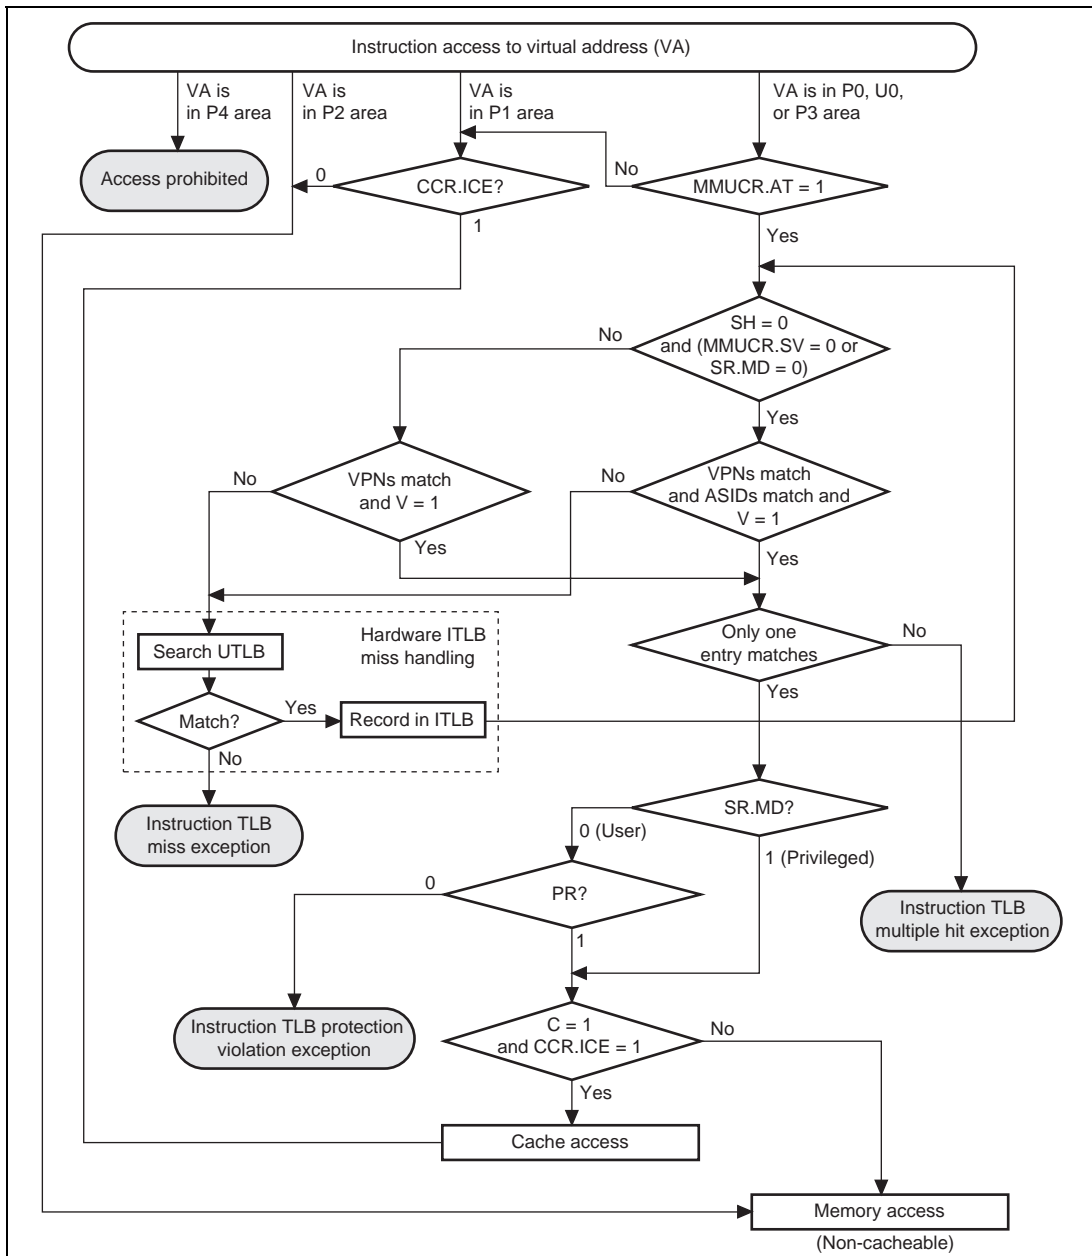 Instruction access to virtual address (VA)
VA is
in P4 area
VA is
in P2 area
VA is
in P1 area
VA is in P0, U0,
or P3 area
Access prohibited
0
CCR.ICE?
1
No
MMUCR.AT = 1
Yes
No
SH = 0
and (MMUCR.SV = 0 or
SR.MD = 0)
Yes
No
VPNs match
and V = 1
Yes
No
VPNs match
and ASIDs match and
V = 1
Yes
Hardware ITLB
miss handling
Search UTLB
Match?
Yes
Record in ITLB
No
Instruction TLB
miss exception
Only one
entry matches
No
Yes
SR.MD?
0 (User)
1 (Privileged)
0
PR?
1
Instruction TLB
multiple hit exception
Instruction TLB protection
violation exception
C = 1
and CCR.ICE = 1
No
Yes
Cache access
Memory access
(Non-cacheable)